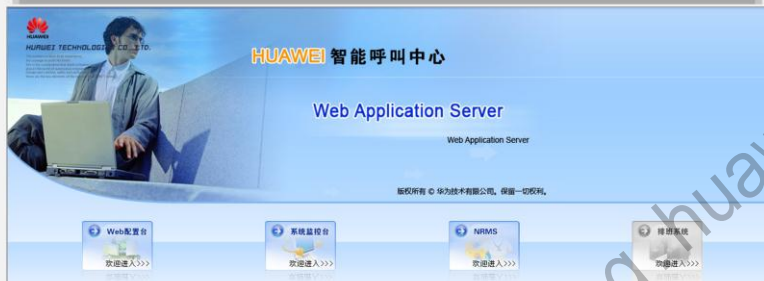 HUAWEI
HUAWEI TECHNOLOGIES CO., LTD.
HUAWEI 智能呼叫中心
Web Application Server
Web Application Server
版权所有 © 华为技术有限公司。保留一切权利。
Web配置台
欢迎进入>>>
系统监控台
欢迎进入>>>
NRMS
欢迎进入>>>
排班系统
欢迎进入>>>